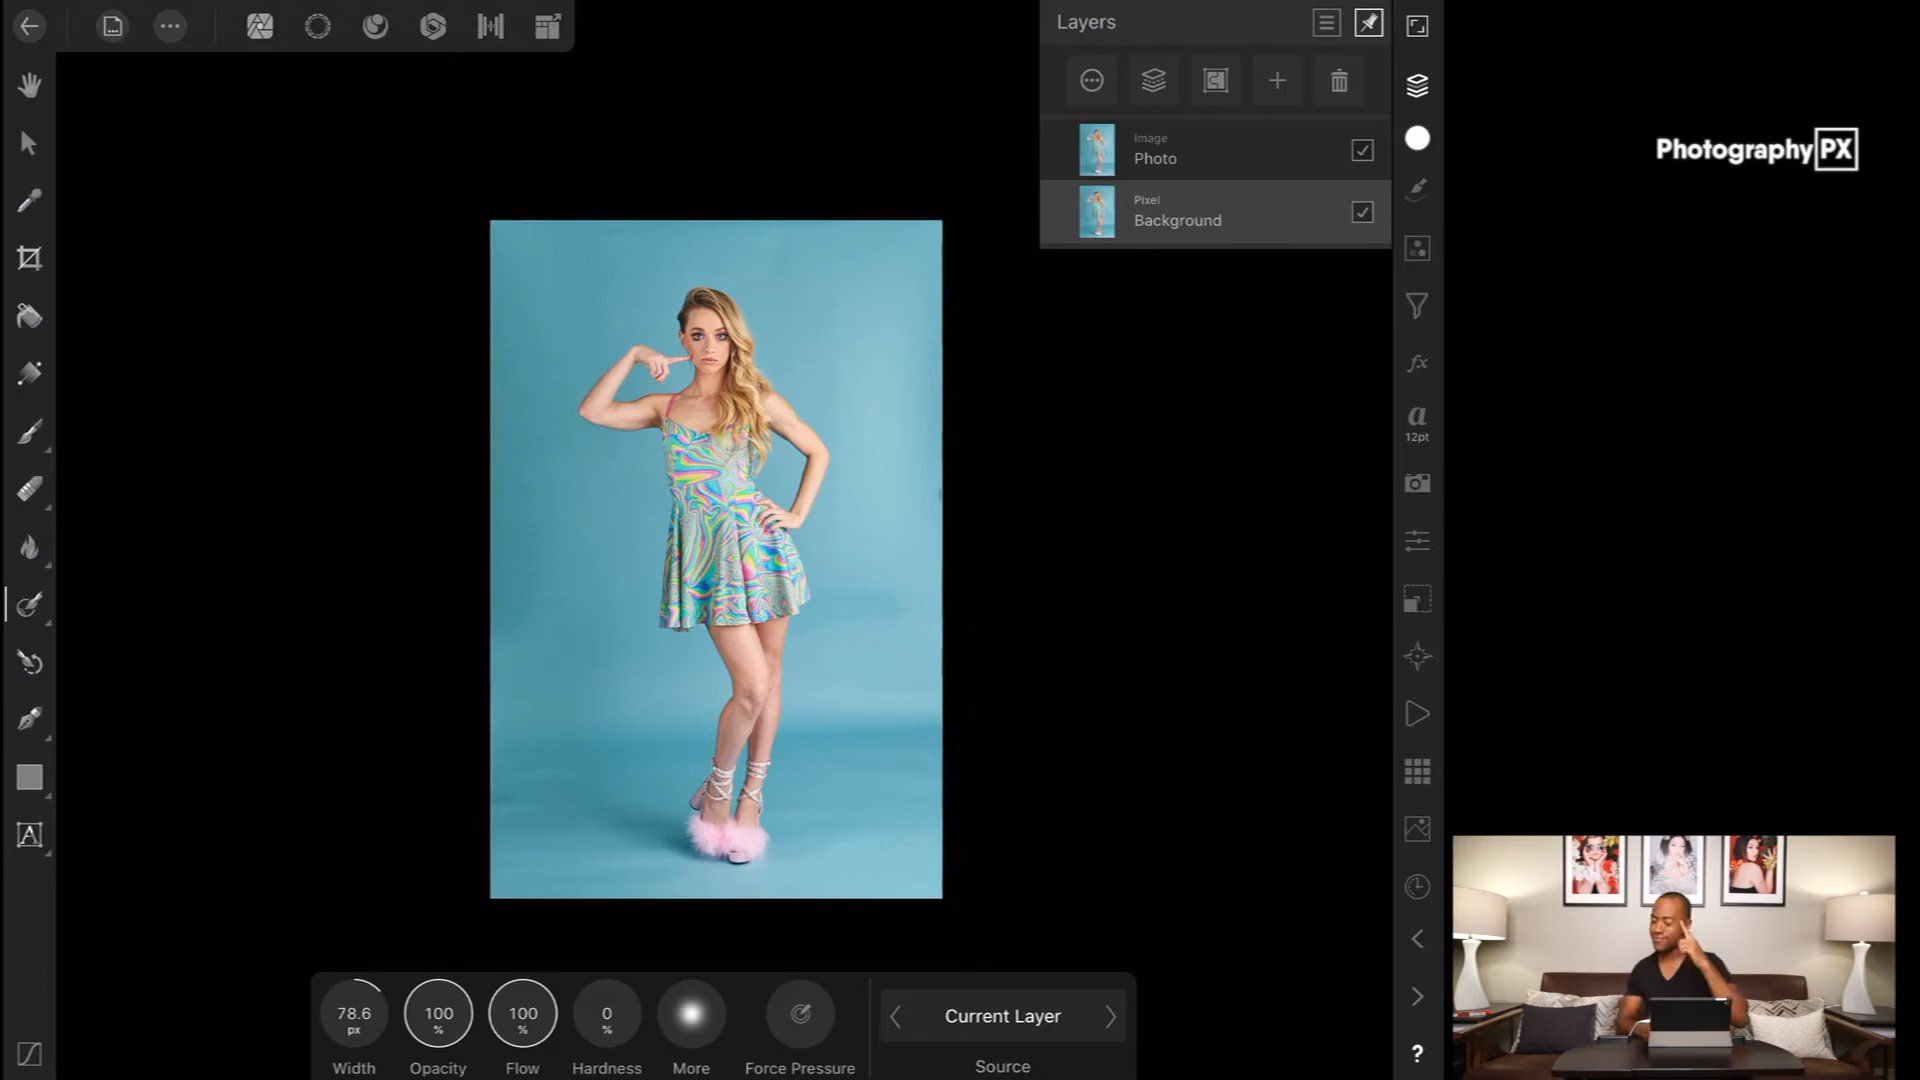 Layers
Image
Photo
Pixel
Background
PhotographyPX
a
12pt
fx
A
78.6
px
Width
100
%
Opacity
100
%
Flow
0
%
Hardness
More
Force Pressure
Current Layer
Source
?